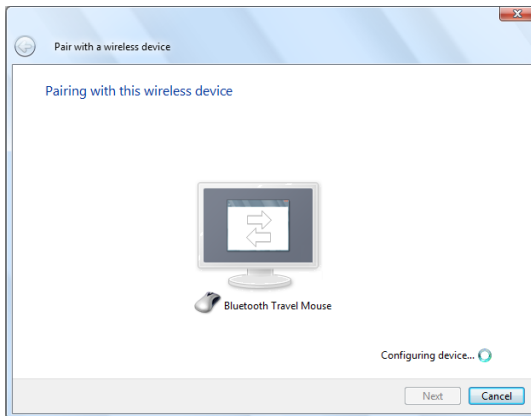 Pair with a wireless device
Pairing with this wireless device
Bluetooth Travel Mouse
Configuring device...
Next Cancel